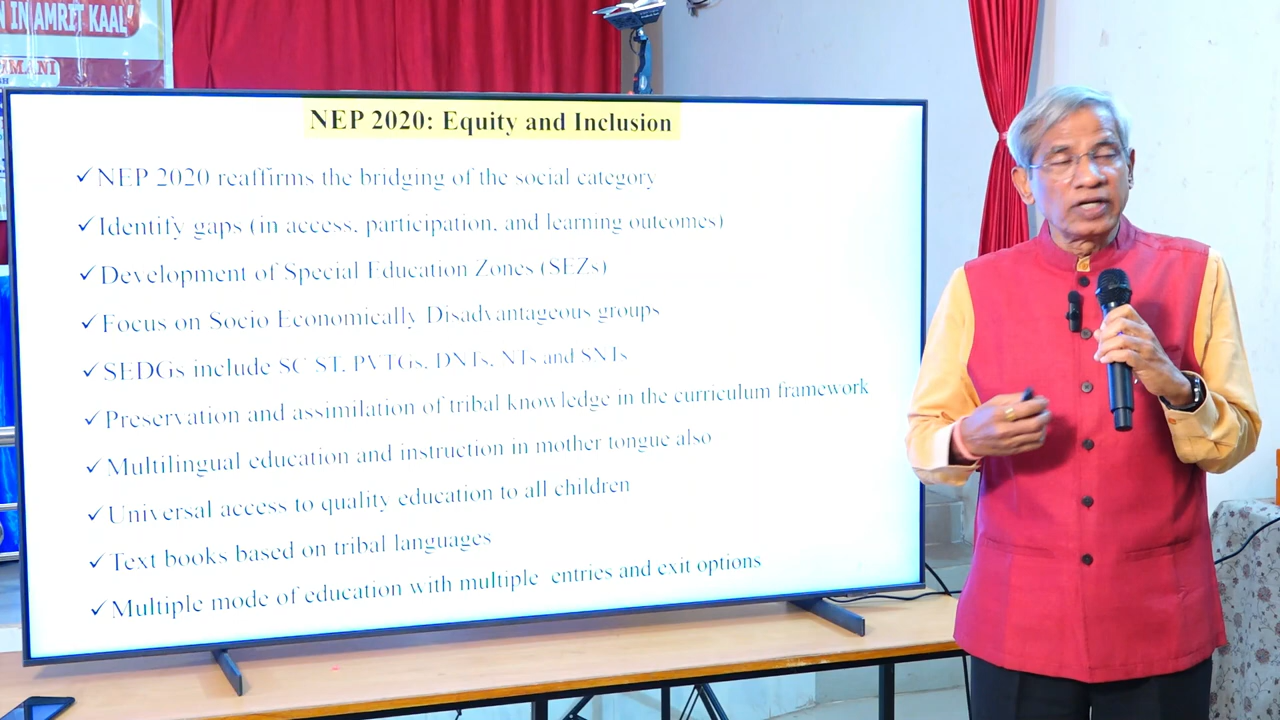 N IN AMRIT KAAL"
MANI
NEP 2020: Equity and Inclusion
✓NEP 2020 reaffirms the bridging of the social category
✓Identify gaps (in access, participation, and learning outcomes)
✓Development of Special Education Zones (SEZs)
✓Focus on Socio Economically Disadvantageous groups
✓SEDGs include SC ST, PVTGs, DNTs, NTs and SNTs
✓Preservation and assimilation of tribal knowledge in the curriculum framework
✓Multilingual education and instruction in mother tongue also
✓Universal access to quality education to all children
✓Text books based on tribal languages
✓Multiple mode of education with multiple entries and exit options